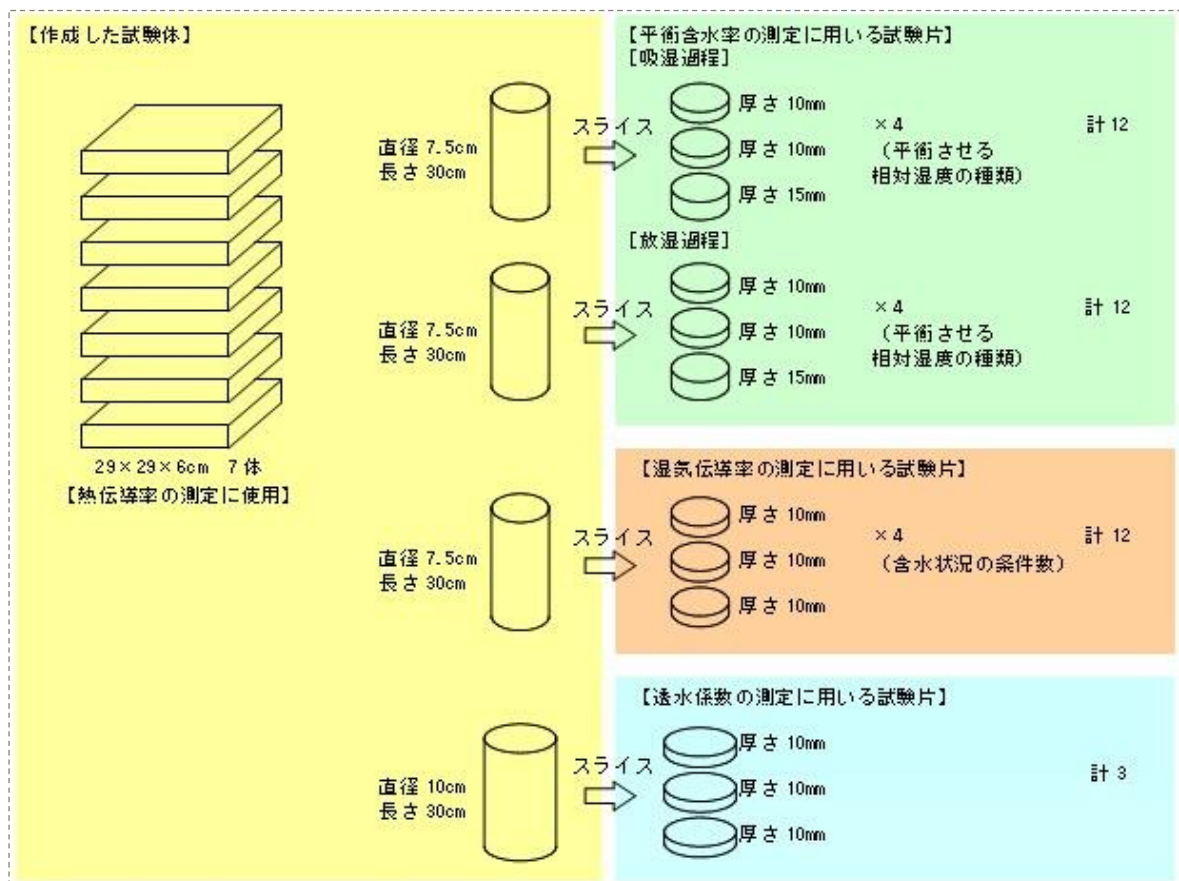 【作成した試験体】
29×29×6cm 7体
【熱伝導率の測定に使用】
直径 7.5cm
長さ 30cm
スライス
【平衡含水率の測定に用いる試験片】
[吸湿過程]
厚さ 10mm
厚さ 10mm
厚さ 15mm
×4
(平衡させる
相対湿度の種類)
計 12
直径 7.5cm
長さ 30cm
スライス
[放湿過程]
厚さ 10mm
厚さ 10mm
厚さ 15mm
×4
(平衡させる
相対湿度の種類)
計 12
直径 7.5cm
長さ 30cm
スライス
【湿気伝導率の測定に用いる試験片】
厚さ 10mm
厚さ 10mm
厚さ 10mm
×4
(含水状況の条件数)
計 12
直径 10cm
長さ 30cm
スライス
【透水係数の測定に用いる試験片】
厚さ 10mm
厚さ 10mm
厚さ 10mm
計 3